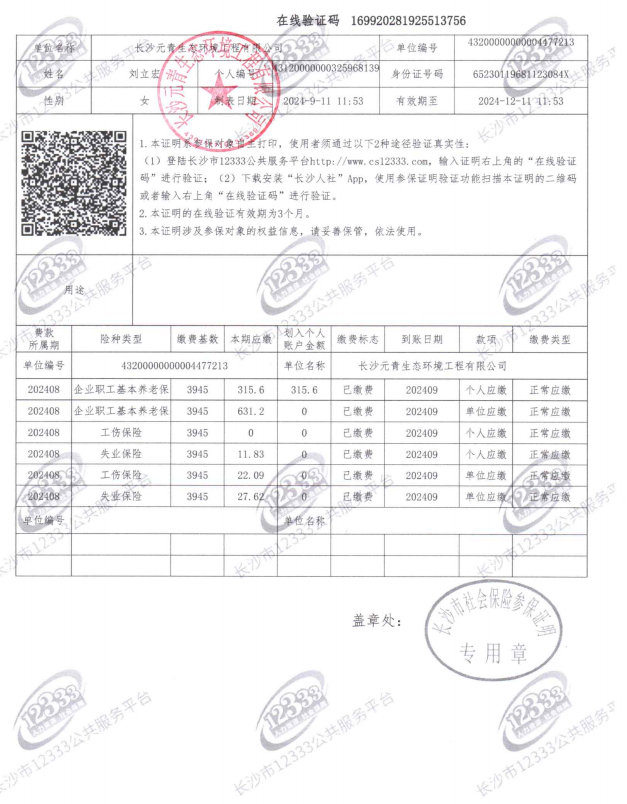 在线验证码 169920281925513756
单位名称 长沙元青生态环境工程有限公司 单位编号 43200000000004477213
姓名 刘立宏 个人编号 43120000000325968139 身份证号码 65230119681123084X
性别 女 制表日期 2024-9-11 11:53 有效期至 2024-12-11 11:53
1.本证明系参保对象自主打印，使用者须通过以下2种途径验证真实性：
（1）登陆长沙市12333公共服务平台http://www.cs12333.com，输入证明右上角的“在线验证
码”进行验证；（2）下载安装“长沙人社”App，使用参保证明验证功能扫描本证明的二维码
或者输入右上角“在线验证码”进行验证。
2.本证明的在线验证有效期为3个月。
3.本证明涉及参保对象的权益信息，请妥善保管，依法使用。
用途
费款所属期 险种类型 缴费基数 本期应缴 划入个人账户金额 缴费标志 到账日期 款项 缴费类型
单位编号 43200000000004477213 单位名称 长沙元青生态环境工程有限公司
202408 企业职工基本养老保 3945 315.6 315.6 已缴费 202409 个人应缴 正常应缴
202408 企业职工基本养老保 3945 631.2 0 已缴费 202409 单位应缴 正常应缴
202408 工伤保险 3945 0 0 已缴费 202409 个人应缴 正常应缴
202408 失业保险 3945 11.83 0 已缴费 202409 个人应缴 正常应缴
202408 工伤保险 3945 22.09 0 已缴费 202409 单位应缴 正常应缴
202408 失业保险 3945 27.62 0 已缴费 202409 单位应缴 正常应缴
单位编号 单位名称
盖章处：
长沙市社会保险参保证明
专用章
长沙元青生态环境工程有限公司
12333
长沙市12333公共服务平台